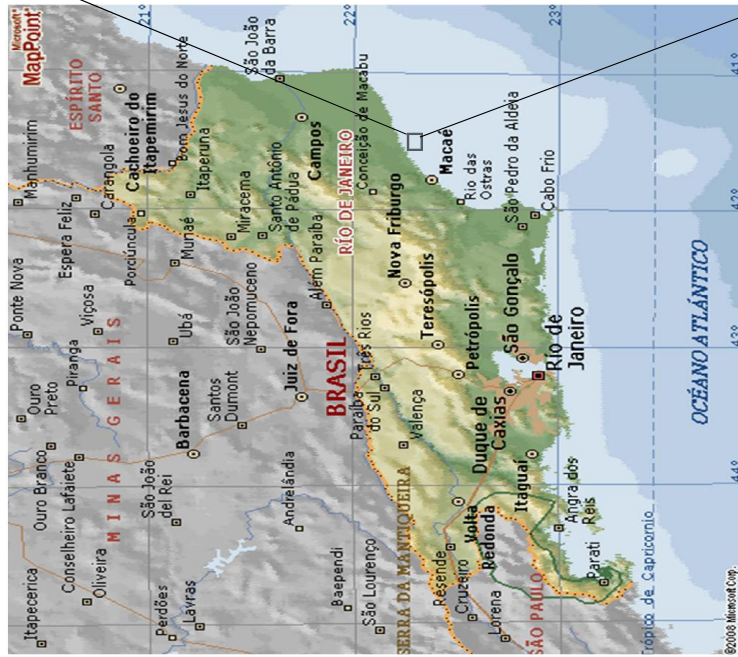 Microsoft®
MapPoint®
Itapecerica
Ouro Branco
Ouro
Preto
Ponte Nova
Manhumirim
Conselheiro Lafaiete
Oliveira
Piranga
Viçosa
Espera Feliz
Carangola
ESPÍRITO
SANTO
MINAS GERAIS
Cachoeiro do
Itapemirim
Porciúncula
21°
Perdões
São João
del Rei
Barbacena
Ubá
Muriaé
Bom Jesus do Norte
Lavras
Itaperuna
Santos
Dumont
São João
Nepomuceno
Miracema
Santo Antônio
de Pádua
São João
da Barra
Andrelândia
Juiz de Fora
Além Paraíba
Campos
Baependi
BRASIL
RÍO DE JANEIRO
22°
São Lourenço
Paraíba
do Sul
Três Rios
Conceição de Macabu
SERRA DA MANTIQUEIRA
Valença
Nova Friburgo
Teresópolis
Macaé
Resende
Cruzeiro
Volta
Redonda
Petrópolis
Rio das
Ostras
Lorena
Duque de
Caxias
São Gonçalo
São Pedro da Aldeia
SÃO PAULO
Itaguaí
Río de
Janeiro
Cabo Frio
23°
Angra dos
Reis
Parati
44°
43°
42°
41°
Trópico de Capricornio
OCÉANO ATLÁNTICO
©2008 Microsoft Corp.